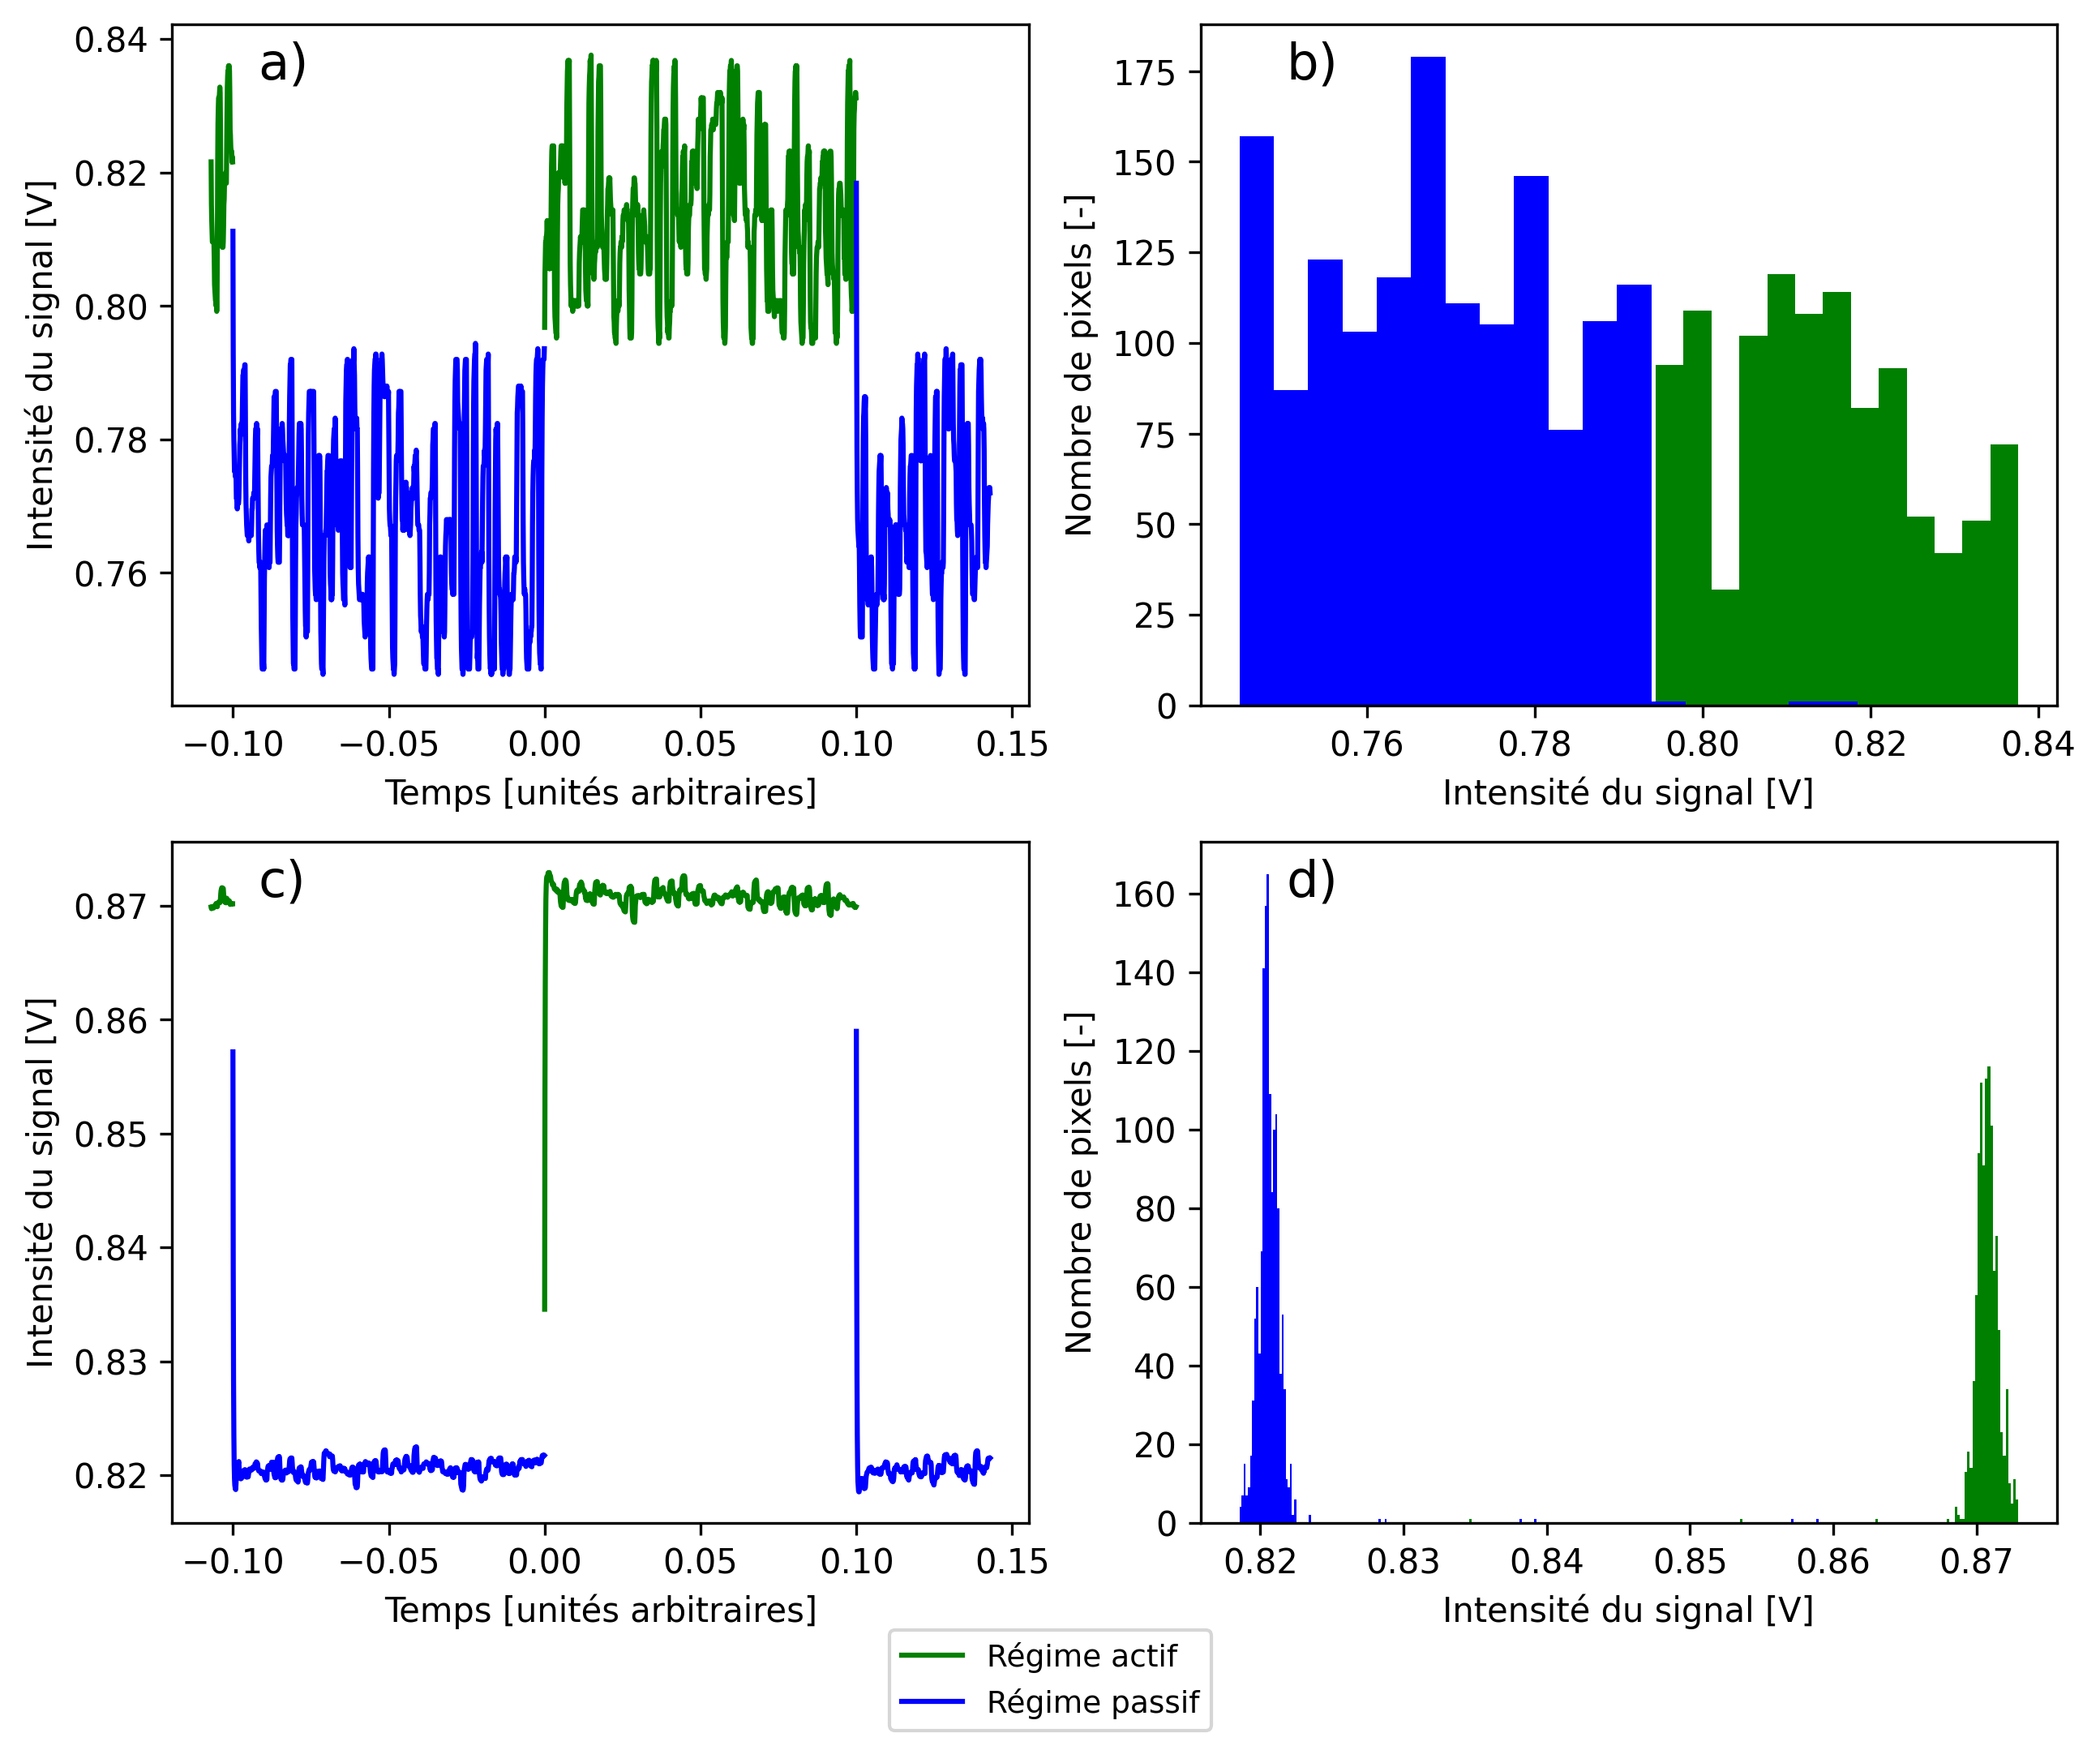 a)
0.84
0.82
0.80
0.78
0.76
Intensité du signal [V]
−0.10 −0.05 0.00 0.05 0.10 0.15
Temps [unités arbitraires]
b)
175
150
125
100
75
50
25
0
Nombre de pixels [-]
0.76 0.78 0.80 0.82 0.84
Intensité du signal [V]
c)
0.87
0.86
0.85
0.84
0.83
0.82
Intensité du signal [V]
−0.10 −0.05 0.00 0.05 0.10 0.15
Temps [unités arbitraires]
d)
160
140
120
100
80
60
40
20
0
Nombre de pixels [-]
0.82 0.83 0.84 0.85 0.86 0.87
Intensité du signal [V]
Régime actif
Régime passif